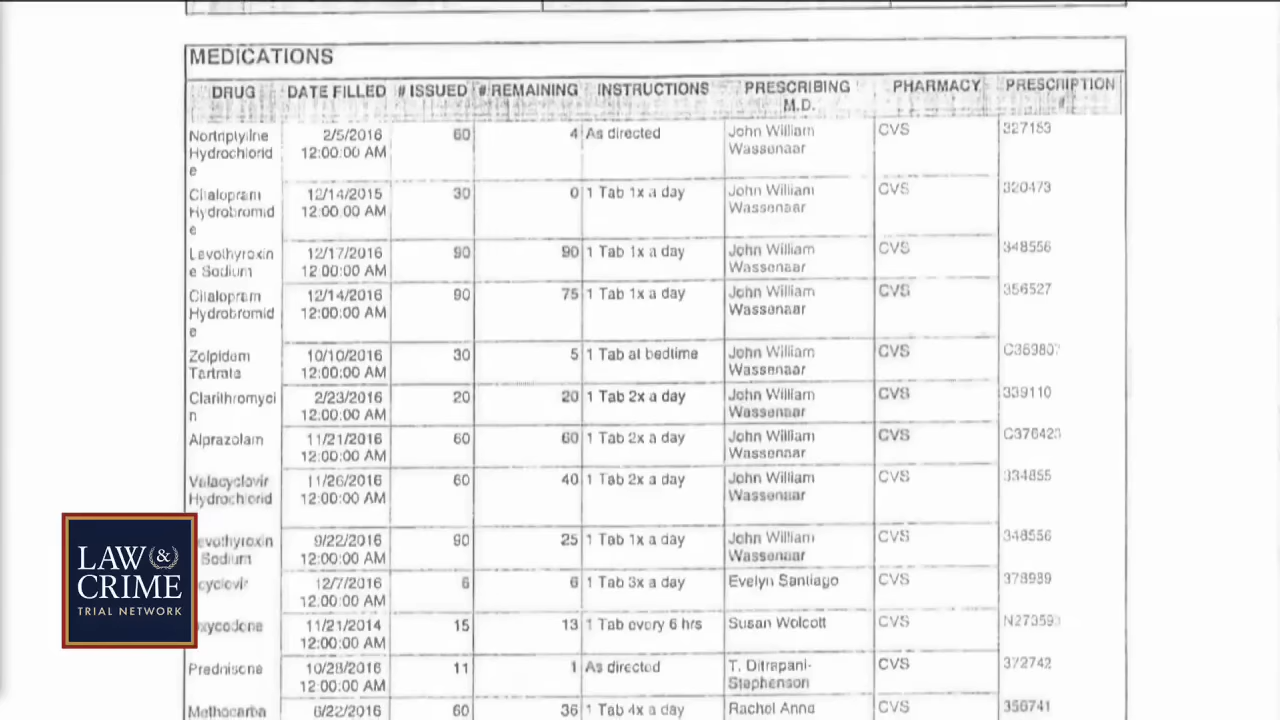 MEDICATIONS
DRUG DATE FILLED # ISSUED # REMAINING INSTRUCTIONS PRESCRIBING PHARMACY PRESCRIPTION
M.D.
Nortriptyline 2/5/2016 60 4 As directed John William CVS 327153
Hydrochlorid 12:00:00 AM Wassenaar
e
Citalopram 12/14/2015 30 0 1 Tab 1x a day John William CVS 320473
Hydrobromid 12:00:00 AM Wassenaar
e
Levothyroxin 12/17/2016 90 90 1 Tab 1x a day John William CVS 348556
e Sodium 12:00:00 AM Wassenaar
Citalopram 12/14/2016 90 75 1 Tab 1x a day John William CVS 356527
Hydrobromid 12:00:00 AM Wassenaar
e
Zolpidem 10/10/2016 30 5 1 Tab at bedtime John William CVS
Tartrate 12:00:00 AM Wassenaar
Clarithromyci 2/23/2016 20 20 1 Tab 2x a day John William CVS 339110
n 12:00:00 AM Wassenaar
Alprazolam 11/21/2016 60 60 1 Tab 2x a day John William CVS
12:00:00 AM Wassenaar
Valacyclovir 11/26/2016 60 40 1 Tab 2x a day John William CVS 334855
Hydrochlorid 12:00:00 AM Wassenaar
evothyroxin 9/22/2016 90 25 1 Tab 1x a day John William CVS 348556
Sodium 12:00:00 AM Wassenaar
cyclovir 12/7/2016 6 6 1 Tab 3x a day Evelyn Santiago CVS 378939
12:00:00 AM
xycodone 11/21/2014 15 13 1 Tab every 6 hrs Susan Wolcott CVS
12:00:00 AM
Prednisone 10/28/2016 11 1 As directed T. Ditrapani- CVS 372742
12:00:00 AM Stephenson
Methocarba 6/22/2016 60 36 1 Tab 4x a day Rachel Anne CVS 356741
LAW &
CRIME
TRIAL NETWORK